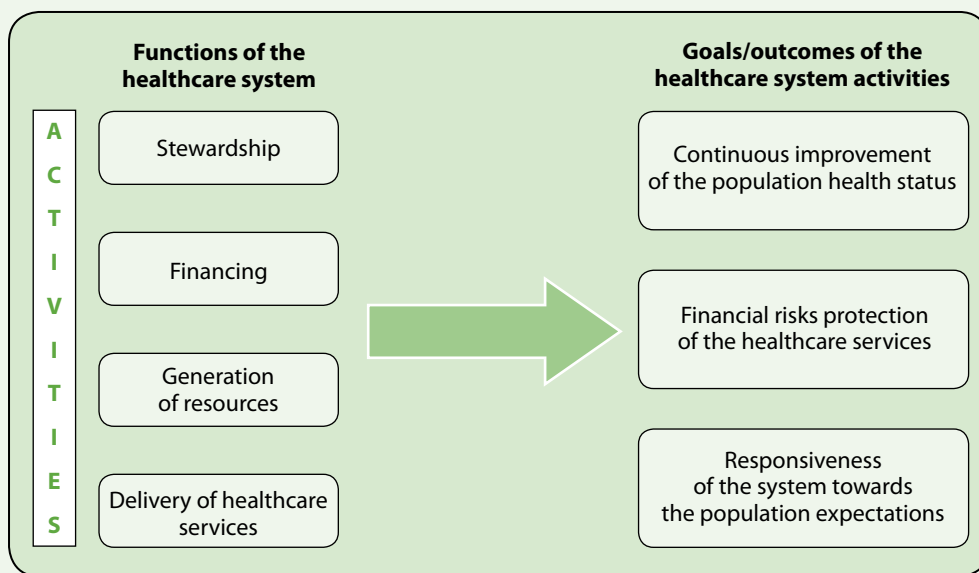 Functions of the
healthcare system
Goals/outcomes of the
healthcare system activities
ACTIVITIES
Stewardship
Financing
Generation
of resources
Delivery of healthcare
services
Continuous improvement
of the population health status
Financial risks protection
of the healthcare services
Responsiveness
of the system towards
the population expectations